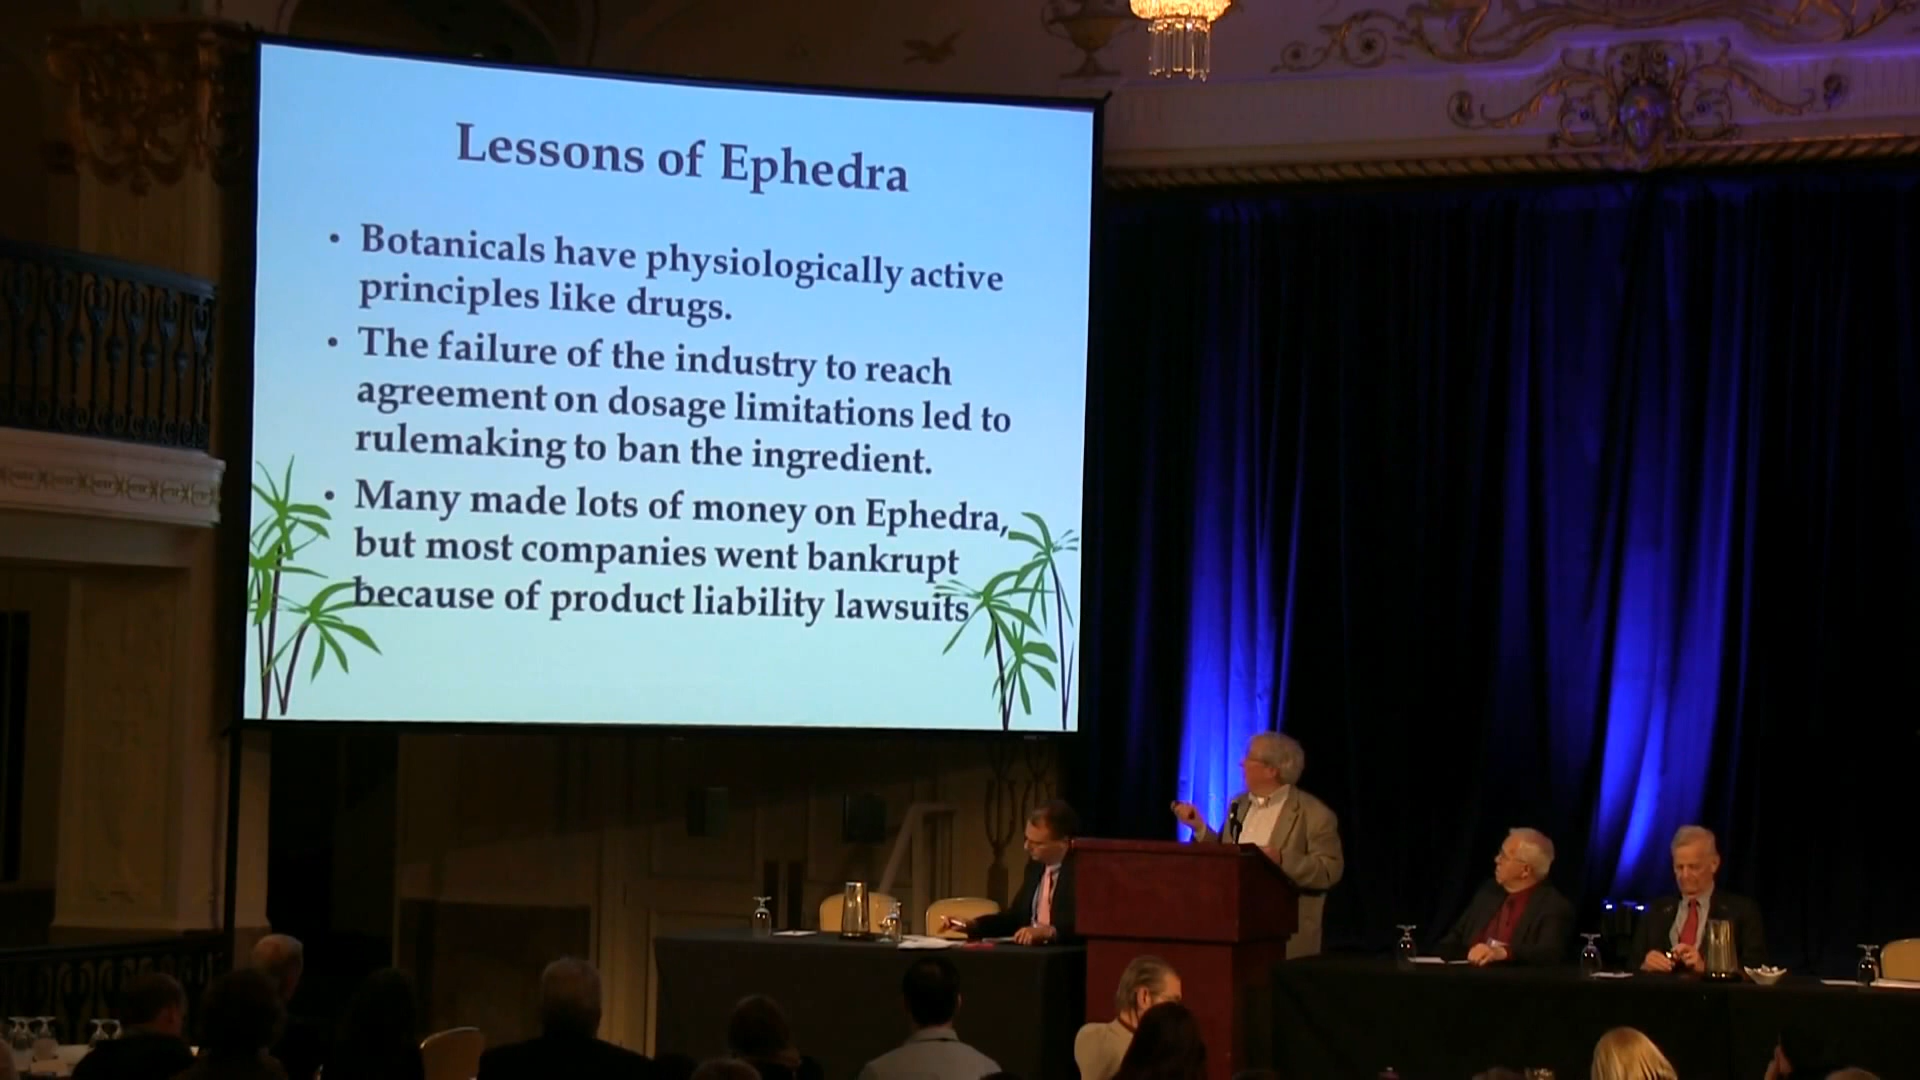 Lessons of Ephedra
• Botanicals have physiologically active
principles like drugs.
• The failure of the industry to reach
agreement on dosage limitations led to
rulemaking to ban the ingredient.
• Many made lots of money on Ephedra,
but most companies went bankrupt
because of product liability lawsuits